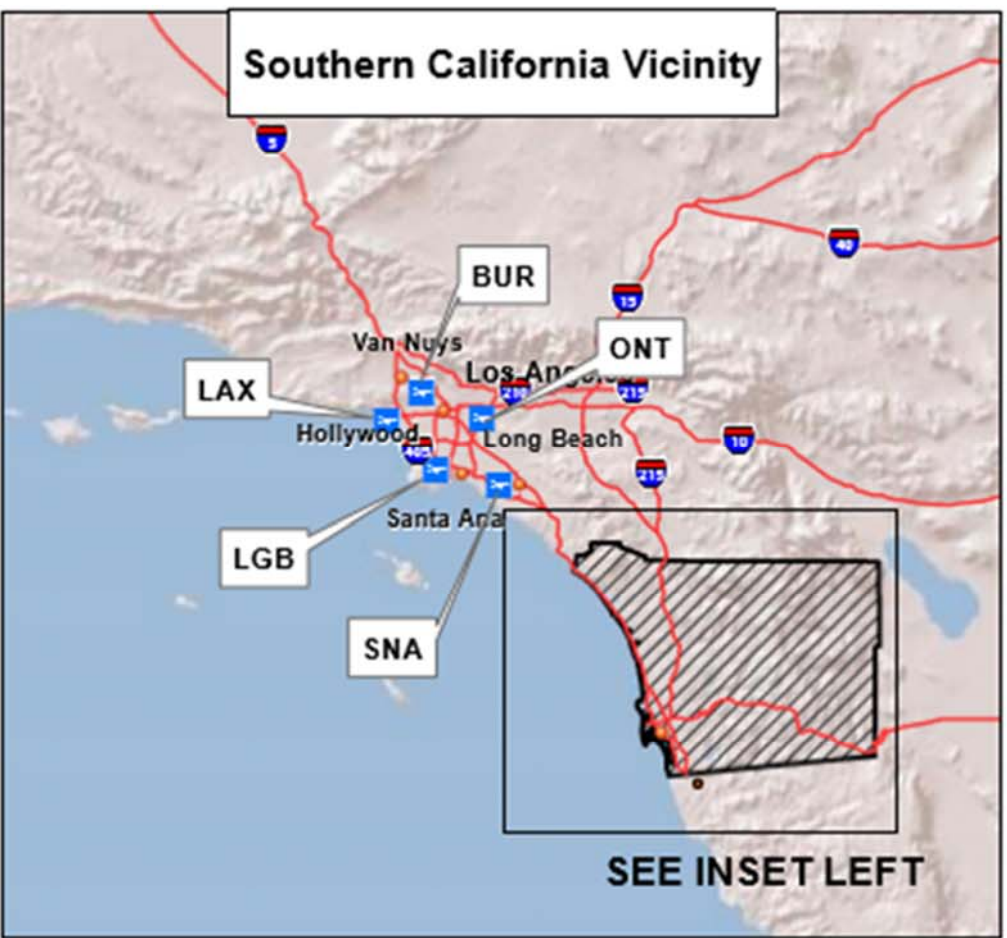 Southern California Vicinity
5
40
BUR
15
Van Nuys
ONT
LAX
Los Angeles
210
215
Hollywood
405
Long Beach
10
215
Santa Ana
LGB
SNA
SEE INSET LEFT